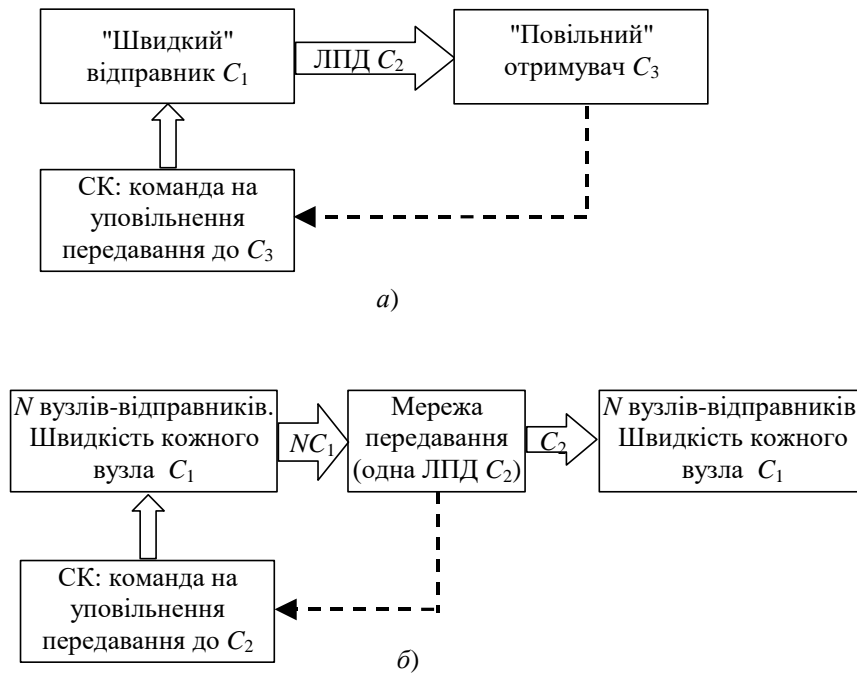 "Швидкий"
відправник C1
ЛПД C2
"Повільний"
отримувач C3
СК: команда на
уповільнення
передавання до C3
а)
N вузлів-відправників.
Швидкість кожного
вузла C1
NC1
Мережа
передавання
(одна ЛПД C2)
C2
N вузлів-відправників
Швидкість кожного
вузла C1
СК: команда на
уповільнення
передавання до C2
б)